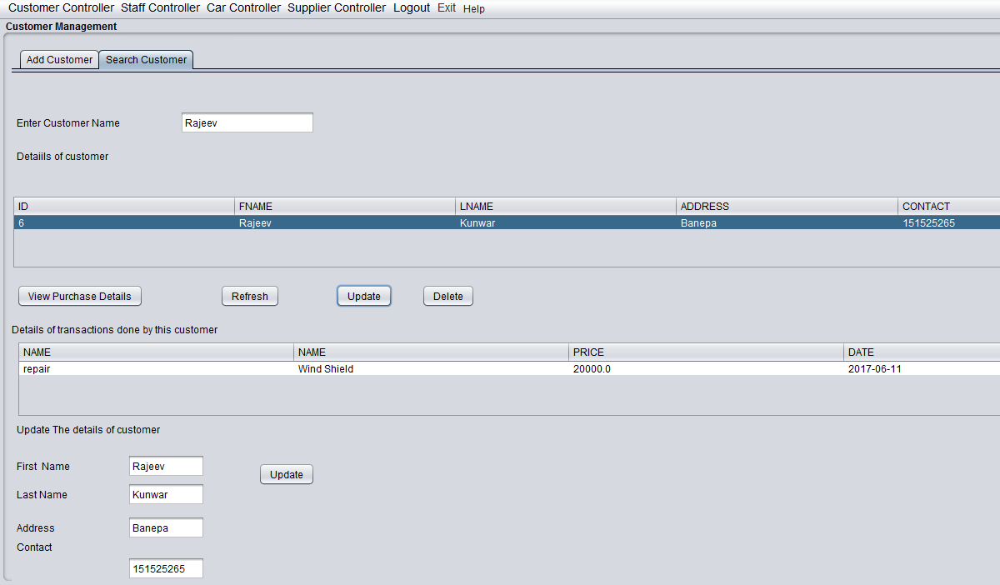 Customer Controller Staff Controller Car Controller Supplier Controller Logout Exit Help
Customer Management
Add Customer Search Customer
Enter Customer Name Rajeev
Detaiils of customer
ID FNAME LNAME ADDRESS CONTACT
6 Rajeev Kunwar Banepa 151525265
View Purchase Details Refresh Update Delete
Details of transactions done by this customer
NAME NAME PRICE DATE
repair Wind Shield 20000.0 2017-06-11
Update The details of customer
First Name Rajeev Update
Last Name Kunwar
Address Banepa
Contact
151525265